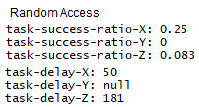 Random Access
task-success-ratio-X: 0.25
task-success-ratio-Y: 0
task-success-ratio-Z: 0.083
task-delay-X: 50
task-delay-Y: null
task-delay-Z: 181